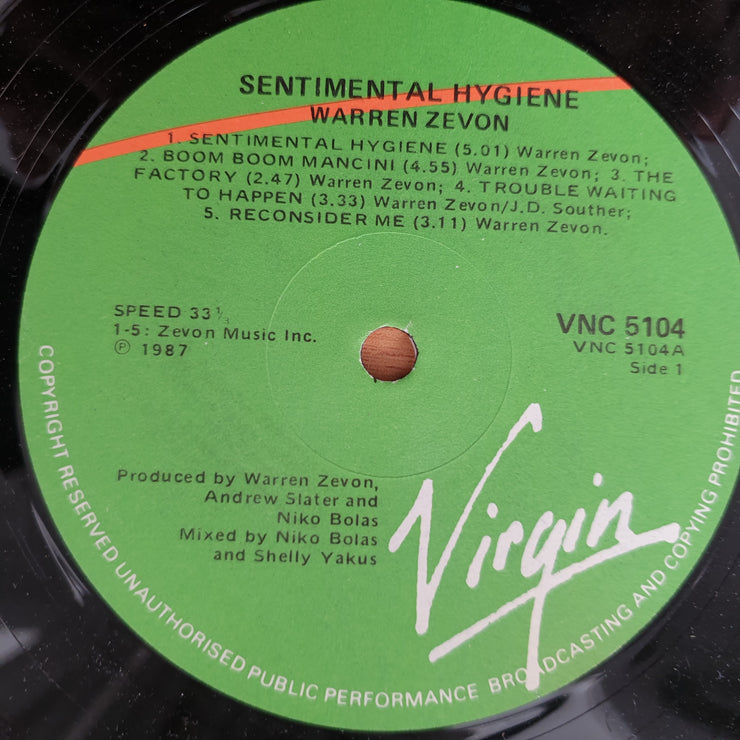 SENTIMENTAL HYGIENE
WARREN ZEVON
1. SENTIMENTAL HYGIENE (5.01) Warren Zevon;
2. BOOM BOOM MANCINI (4.55) Warren Zevon; 3. THE
FACTORY (2.47) Warren Zevon; 4. TROUBLE WAITING
TO HAPPEN (3.33) Warren Zevon/J.D. Souther;
5. RECONSIDER ME (3.11) Warren Zevon.
SPEED 33⅓
1-5: Zevon Music Inc.
℗ 1987
VNC 5104
VNC 5104A
Side 1
Produced by Warren Zevon,
Andrew Slater and
Niko Bolas
Mixed by Niko Bolas
and Shelly Yakus
Virgin
COPYRIGHT RESERVED UNAUTHORISED PUBLIC PERFORMANCE BROADCASTING AND COPYING PROHIBITED